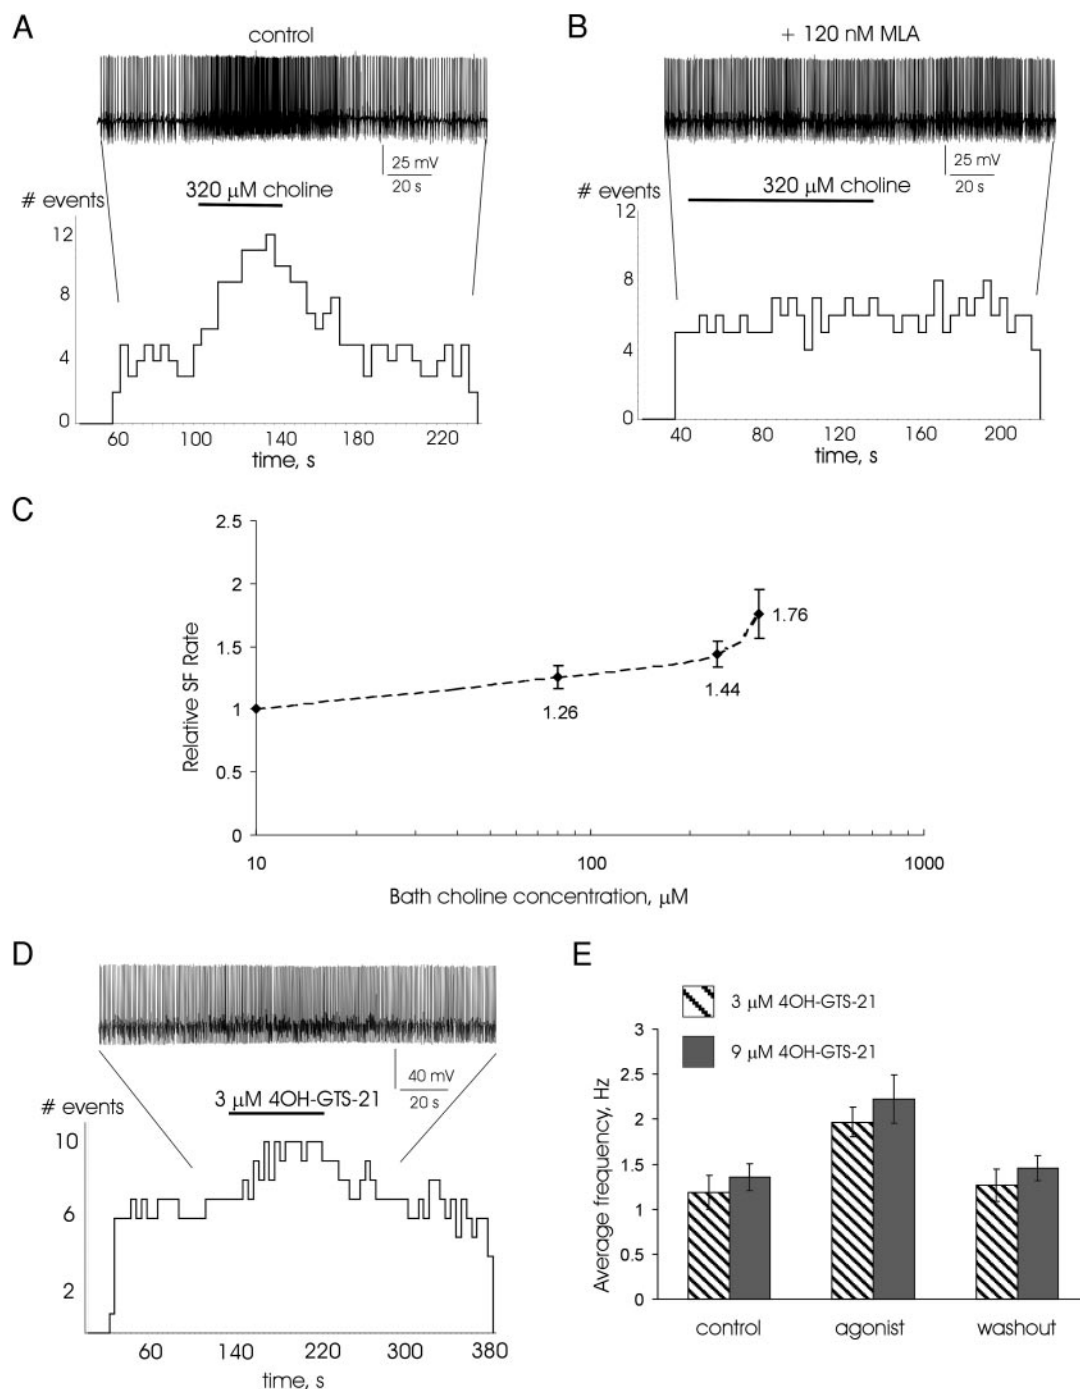 A
control
25 mV
20 s
320 μM choline
# events
12
8
4
0
60 100 140 180 220
time, s
B
+ 120 nM MLA
25 mV
20 s
320 μM choline
# events
12
8
4
0
40 80 120 160 200
time, s
C
2.5
2
1.5
1
0.5
0
Relative SF Rate
1.26
1.44
1.76
10 100 1000
Bath choline concentration, μM
D
40 mV
20 s
3 μM 4OH-GTS-21
# events
10
6
2
60 140 220 300 380
time, s
E
3 μM 4OH-GTS-21
9 μM 4OH-GTS-21
3
2.5
2
1.5
1
0.5
0
Average frequency, Hz
control agonist washout